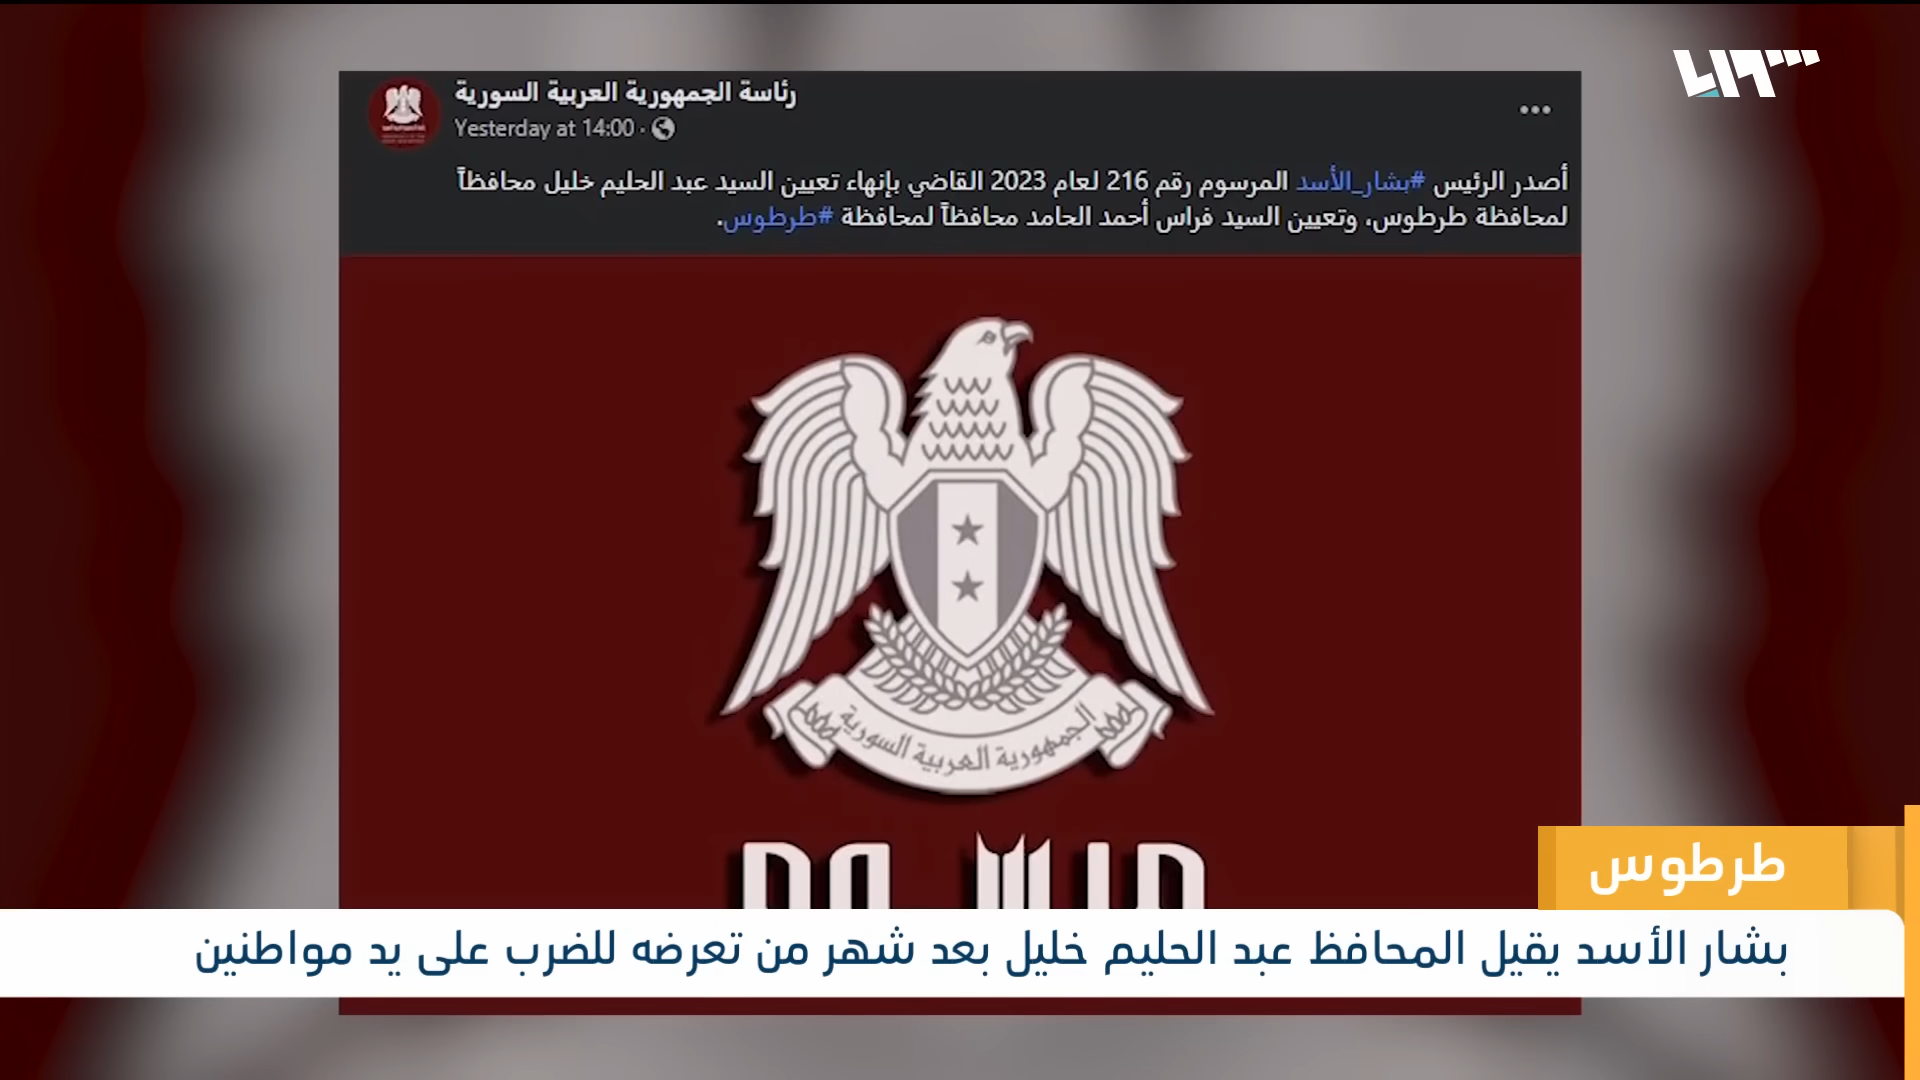 رئاسة الجمهورية العربية السورية
Yesterday at 14:00 ·
أصدر الرئيس #بشار_الأسد المرسوم رقم 216 لعام 2023 القاضي بإنهاء تعيين السيد عبد الحليم خليل محافظاً
لمحافظة طرطوس، وتعيين السيد فراس أحمد الحامد محافظاً لمحافظة #طرطوس.
الجمهورية العربية السورية
طرطوس
بشار الأسد يقيل المحافظ عبد الحليم خليل بعد شهر من تعرضه للضرب على يد مواطنين